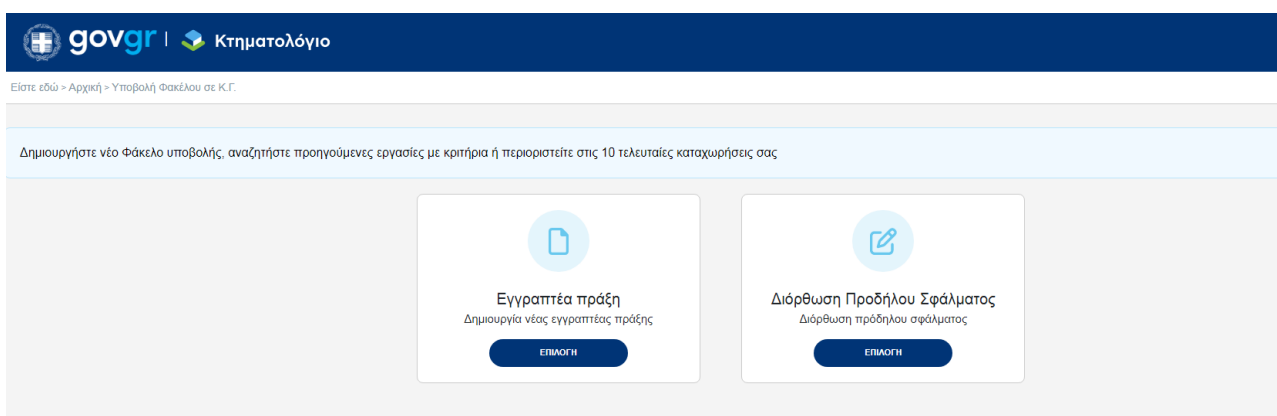 govgr Κτηματολόγιο
Είστε εδώ > Αρχική > Υποβολή Φακέλου σε Κ.Γ.
Δημιουργήστε νέο Φάκελο υποβολής, αναζητήστε προηγούμενες εργασίες με κριτήρια ή περιοριστείτε στις 10 τελευταίες καταχωρήσεις σας
Εγγραπτέα πράξη
Δημιουργία νέας εγγραπτέας πράξης
ΕΠΙΛΟΓΗ
Διόρθωση Προδήλου Σφάλματος
Διόρθωση πρόδηλου σφάλματος
ΕΠΙΛΟΓΗ